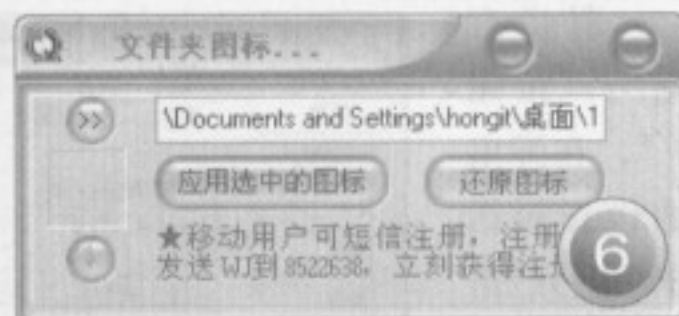 文件夹图标...
>>
\Documents and Settings\hongit\桌面\1
应用选中的图标
还原图标
★移动用户可短信注册，注册
发送WJ到8522638，立刻获得注册
6